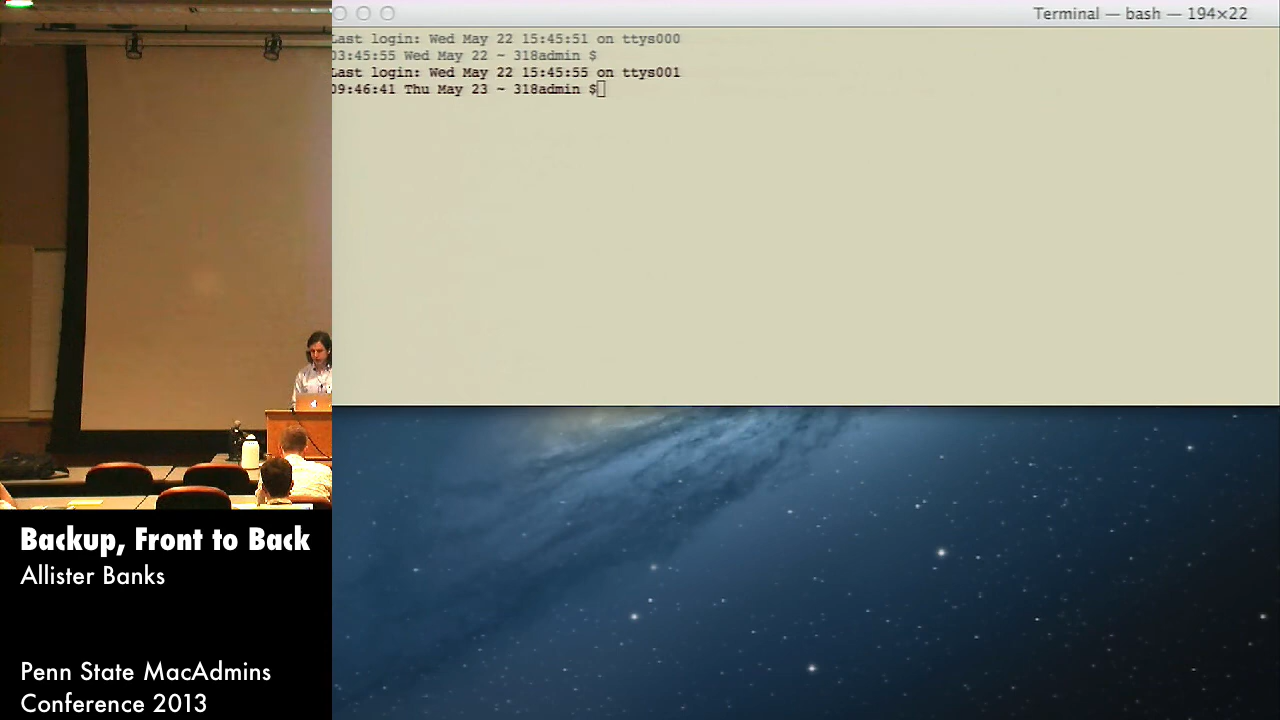 Terminal — bash — 194×22
Last login: Wed May 22 15:45:51 on ttys000
03:45:55 Wed May 22 ~ 318admin $
Last login: Wed May 22 15:45:55 on ttys001
09:46:41 Thu May 23 ~ 318admin $
Backup, Front to Back
Allister Banks
Penn State MacAdmins
Conference 2013